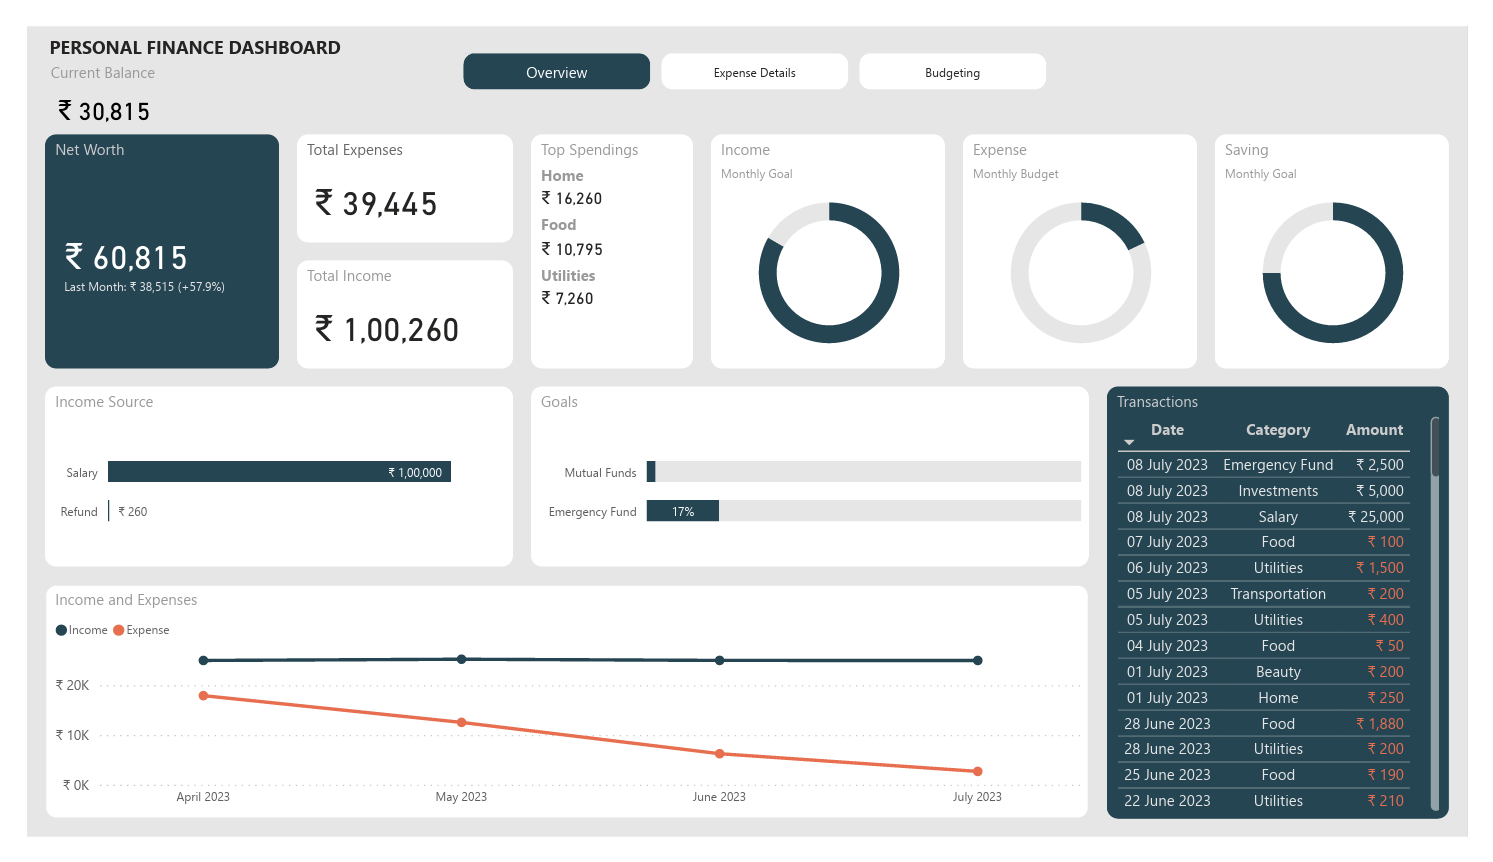 PERSONAL FINANCE DASHBOARD
Current Balance
₹ 30,815
Overview
Expense Details
Budgeting
Net Worth
₹ 60,815
Last Month: ₹ 38,515 (+57.9%)
Total Expenses
₹ 39,445
Total Income
₹ 1,00,260
Top Spendings
Home
₹ 16,260
Food
₹ 10,795
Utilities
₹ 7,260
Income
Monthly Goal
Expense
Monthly Budget
Saving
Monthly Goal
Income Source
Salary ₹ 1,00,000
Refund ₹ 260
Goals
Mutual Funds
Emergency Fund 17%
Transactions
Date Category Amount
08 July 2023 Emergency Fund ₹ 2,500
08 July 2023 Investments ₹ 5,000
08 July 2023 Salary ₹ 25,000
07 July 2023 Food ₹ 100
06 July 2023 Utilities ₹ 1,500
05 July 2023 Transportation ₹ 200
05 July 2023 Utilities ₹ 400
04 July 2023 Food ₹ 50
01 July 2023 Beauty ₹ 200
01 July 2023 Home ₹ 250
28 June 2023 Food ₹ 1,880
28 June 2023 Utilities ₹ 200
25 June 2023 Food ₹ 190
22 June 2023 Utilities ₹ 210
Income and Expenses
Income Expense
₹ 20K
₹ 10K
₹ 0K
April 2023 May 2023 June 2023 July 2023